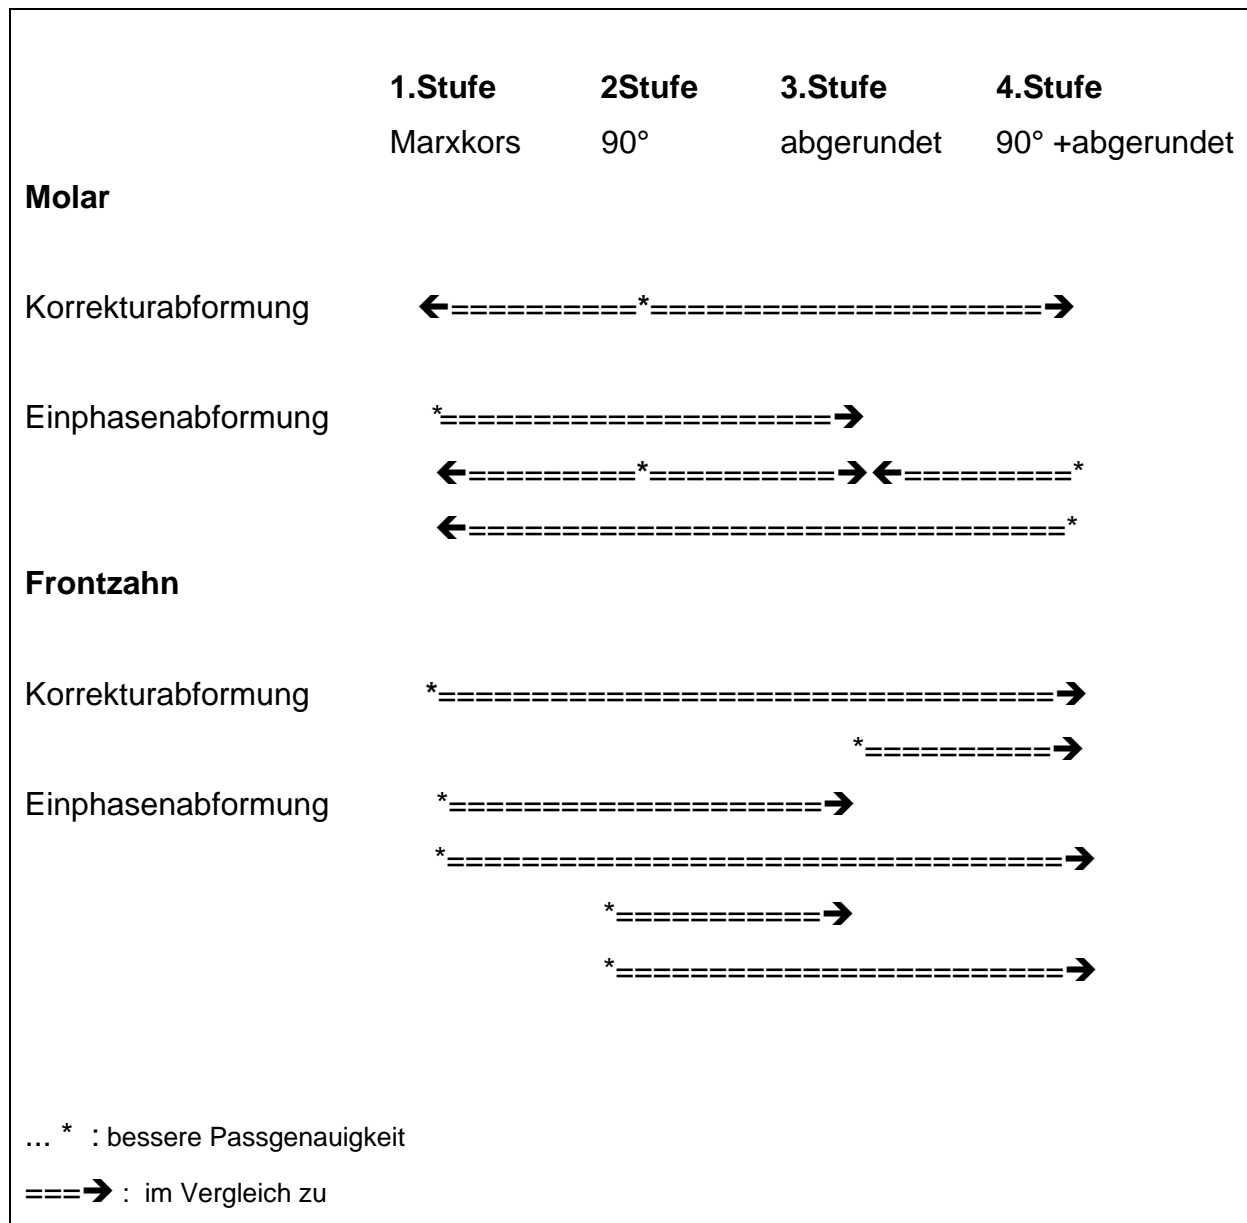 1.Stufe 2Stufe 3.Stufe 4.Stufe
Marxkors 90° abgerundet 90° +abgerundet
Molar
Korrekturabformung 🡸==========*=====================🡺
Einphasenabformung *=====================🡺
🡸=========*==========🡺🡸=========*
🡸================================*
Frontzahn
Korrekturabformung *=================================🡺
*==========🡺
Einphasenabformung *====================🡺
*=================================🡺
*===========🡺
*========================🡺
... * : bessere Passgenauigkeit
===🡺 : im Vergleich zu